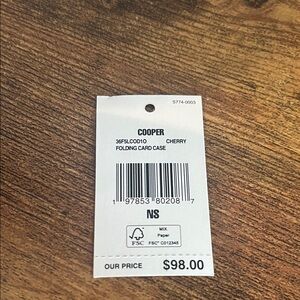 5774-0003
COOPER
36F5LCOD1O CHERRY
FOLDING CARD CASE
1 97853 80208 7
NS
MIX
Paper
FSC
FSC® C012345
OUR PRICE $98.00